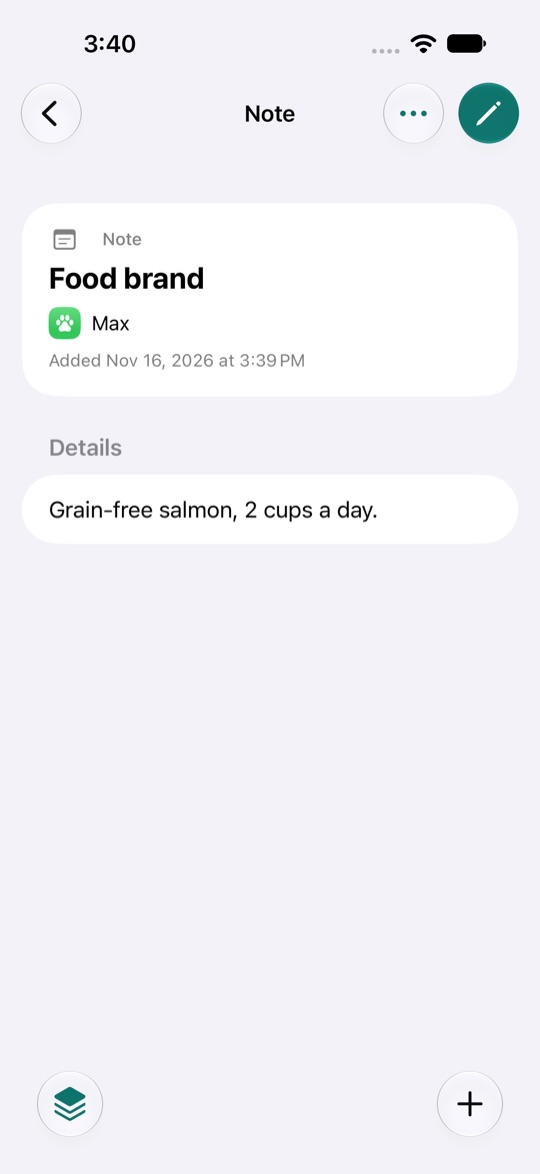 3:40
Note
Note
Food brand
Max
Added Nov 16, 2026 at 3:39 PM
Details
Grain-free salmon, 2 cups a day.